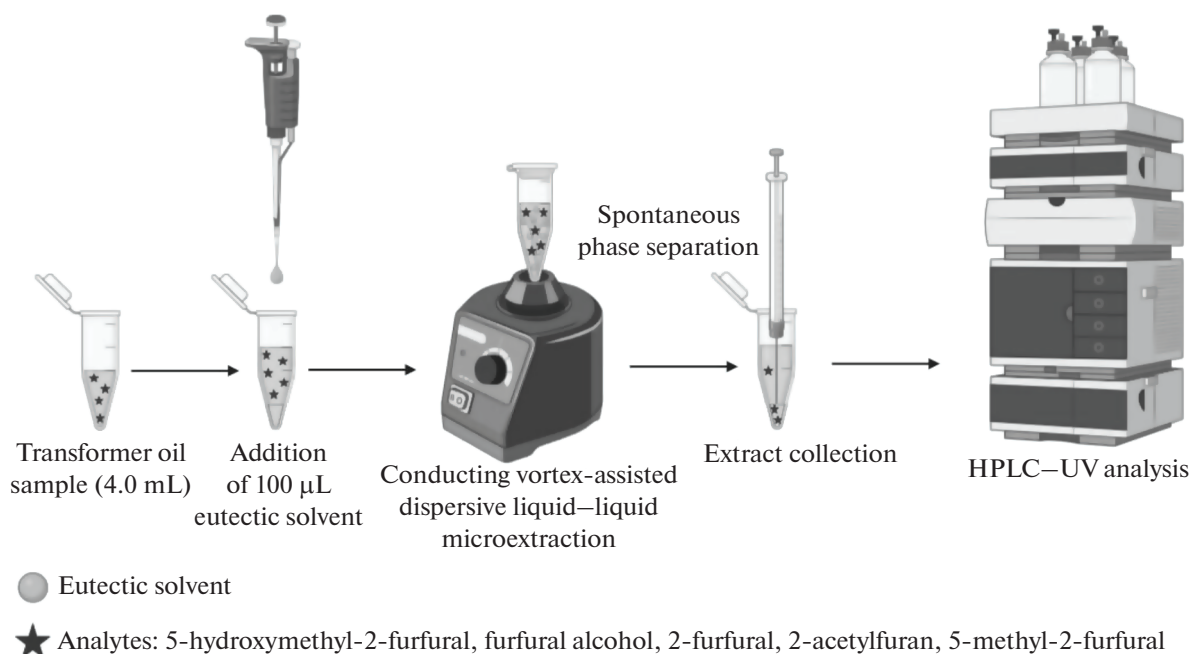 Spontaneous
phase separation
Transformer oil
sample (4.0 mL)
Addition
of 100 μL
eutectic solvent
Conducting vortex-assisted
dispersive liquid–liquid
microextraction
Extract collection
HPLC–UV analysis
Eutectic solvent
Analytes: 5-hydroxymethyl-2-furfural, furfural alcohol, 2-furfural, 2-acetylfuran, 5-methyl-2-furfural